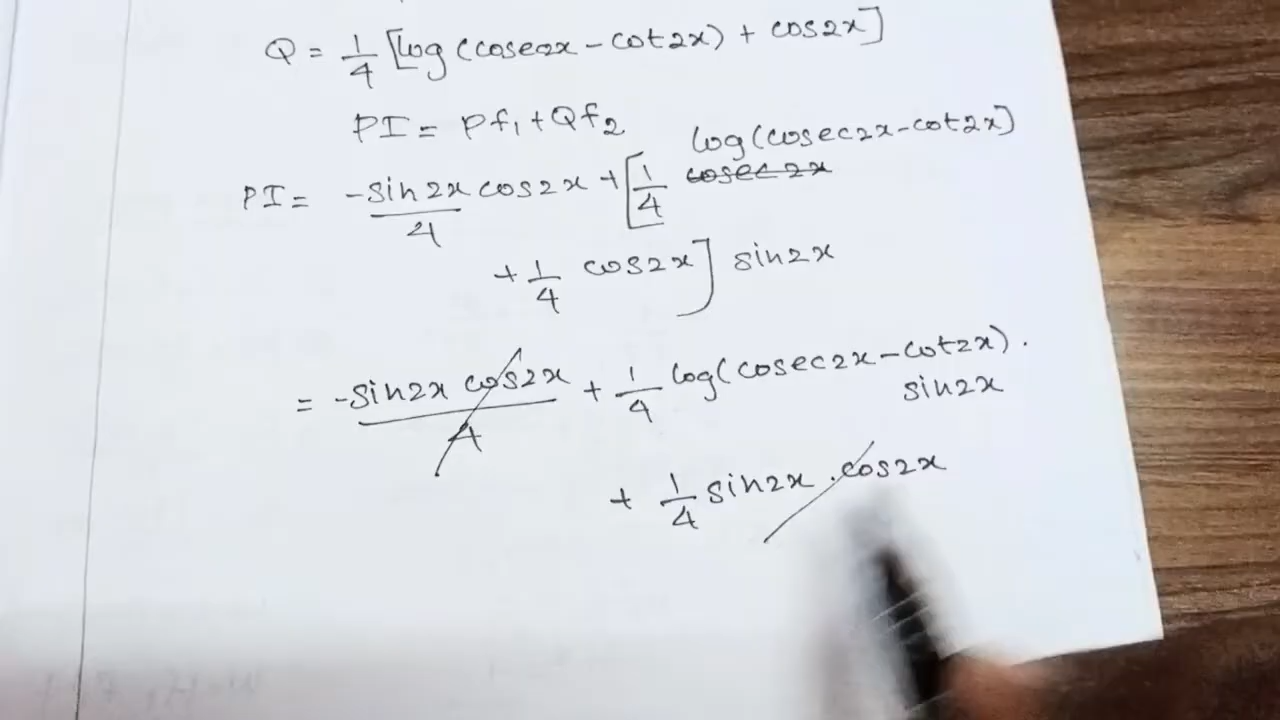 Q = 1/4 [log (cosec2x - cot2x) + cos2x]
PI = Pf₁ + Qf₂
log (cosec2x - cot2x]
PI = -sin2x/4 cos2x + [1/4 cosec2x
+ 1/4 cos2x] sin2x
= -sin2x cos2x/4 + 1/4 log(cosec2x - cot2x) .
sin2x
+ 1/4 sin2x . cos2x